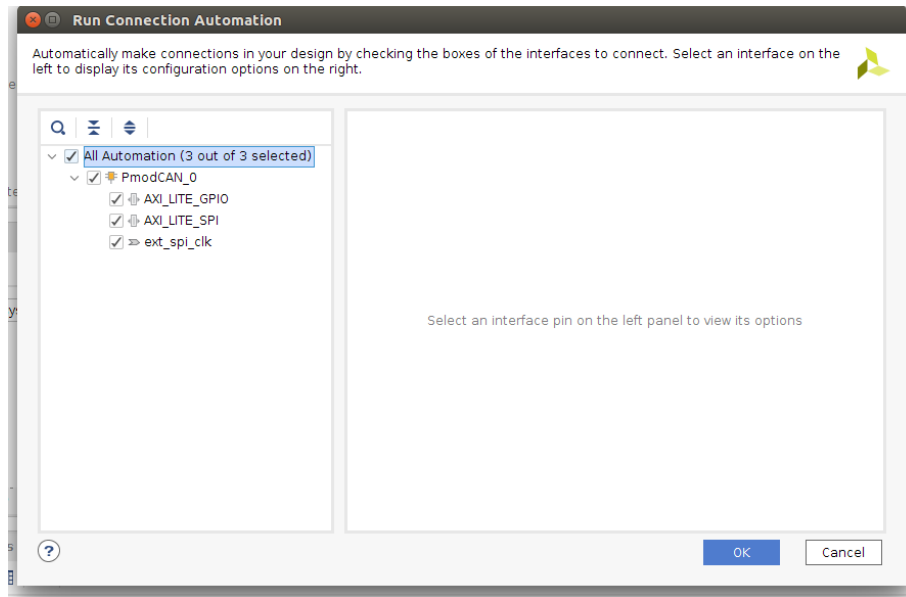 Run Connection Automation
Automatically make connections in your design by checking the boxes of the interfaces to connect. Select an interface on the
left to display its configuration options on the right.
All Automation (3 out of 3 selected)
PmodCAN_0
AXI_LITE_GPIO
AXI_LITE_SPI
ext_spi_clk
Select an interface pin on the left panel to view its options
?
OK
Cancel